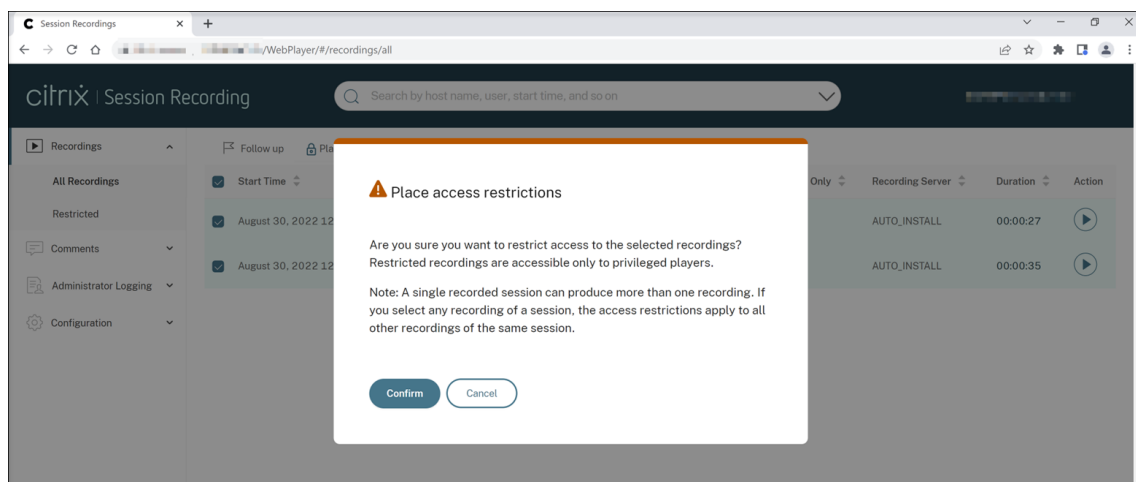 Session Recordings
/WebPlayer/#/recordings/all
citrix | Session Recording
Search by host name, user, start time, and so on
Recordings
Follow up
All Recordings
Start Time
Only
Recording Server
Duration
Action
Restricted
August 30, 2022 12
AUTO_INSTALL
00:00:27
Comments
August 30, 2022 12
AUTO_INSTALL
00:00:35
Administrator Logging
Configuration
Place access restrictions
Are you sure you want to restrict access to the selected recordings?
Restricted recordings are accessible only to privileged players.
Note: A single recorded session can produce more than one recording. If
you select any recording of a session, the access restrictions apply to all
other recordings of the same session.
Confirm
Cancel